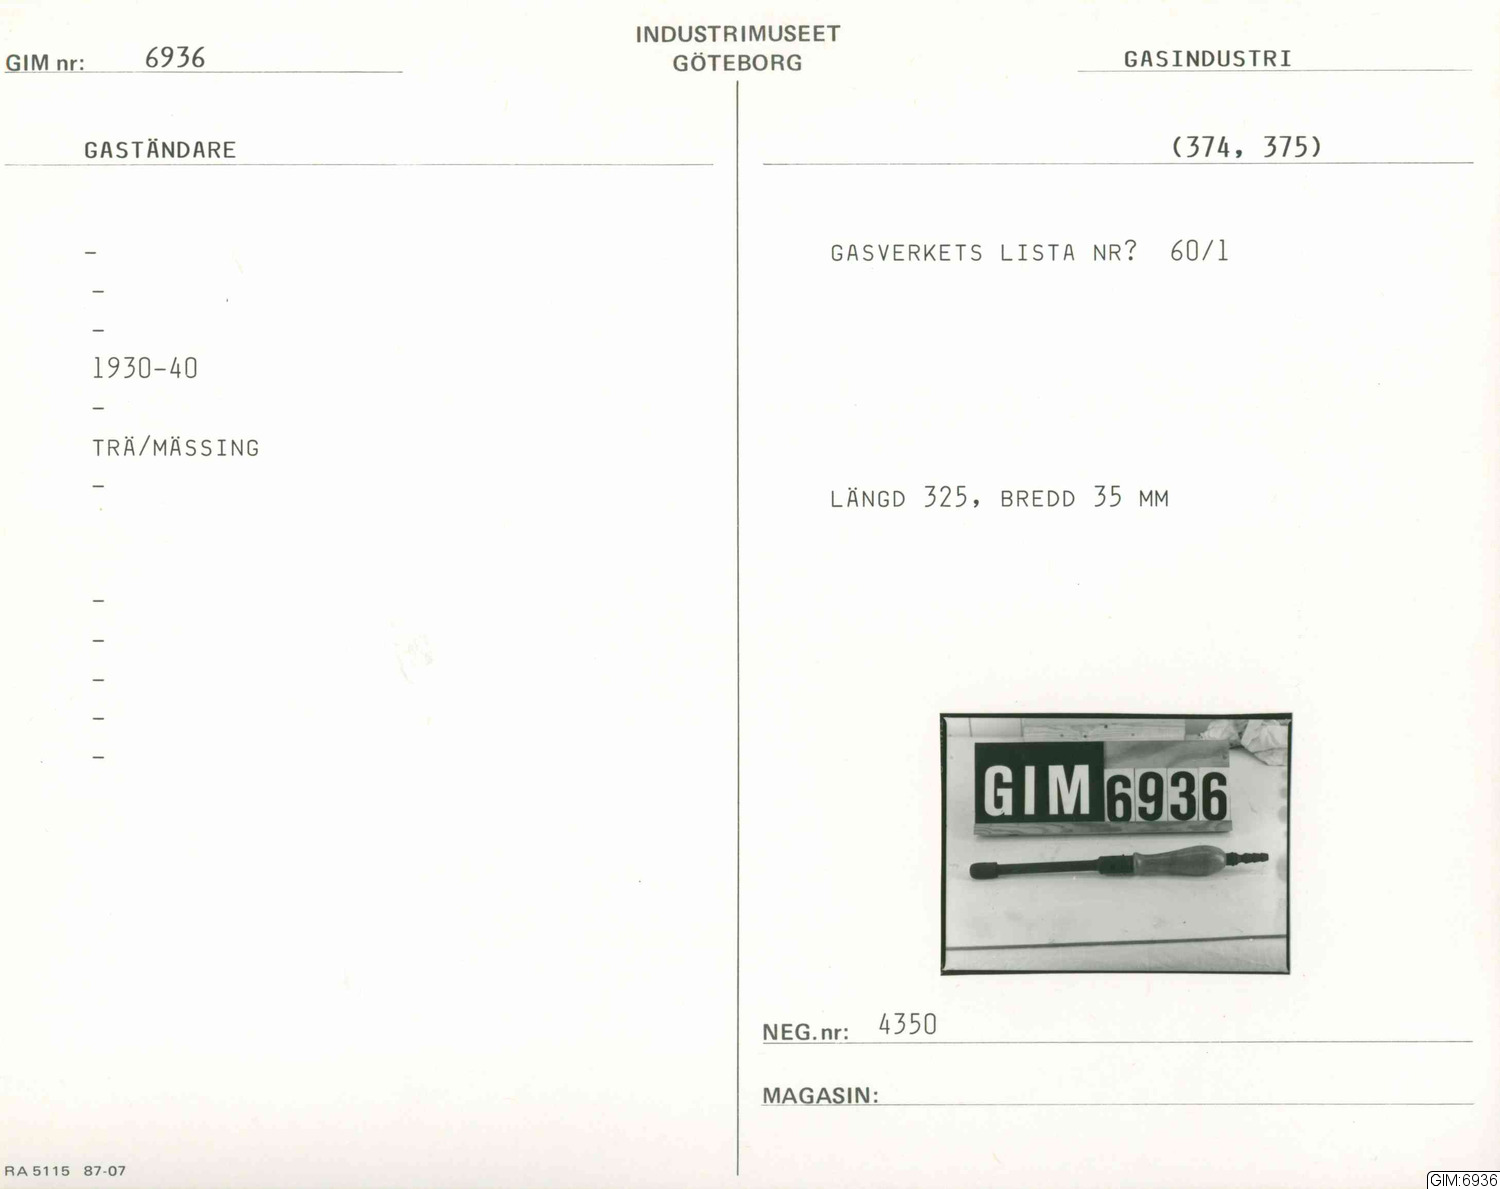 INDUSTRIMUSEET
GÖTEBORG
GIM nr: 6936
GASINDUSTRI
GASTÄNDARE
(374, 375)
–
–
–
1930-40
–
TRÄ/MÄSSING
–
–
–
–
–
–
GASVERKETS LISTA NR? 60/1
LÄNGD 325, BREDD 35 MM
GIM 6936
NEG.nr: 4350
MAGASIN:
RA 5115 87-07
GIM:6936